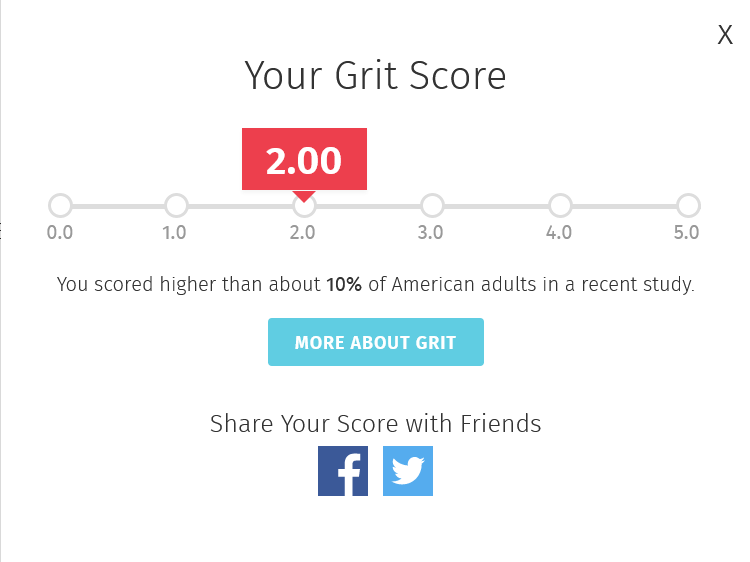 X
Your Grit Score
2.00
0.0 1.0 2.0 3.0 4.0 5.0
You scored higher than about 10% of American adults in a recent study.
MORE ABOUT GRIT
Share Your Score with Friends